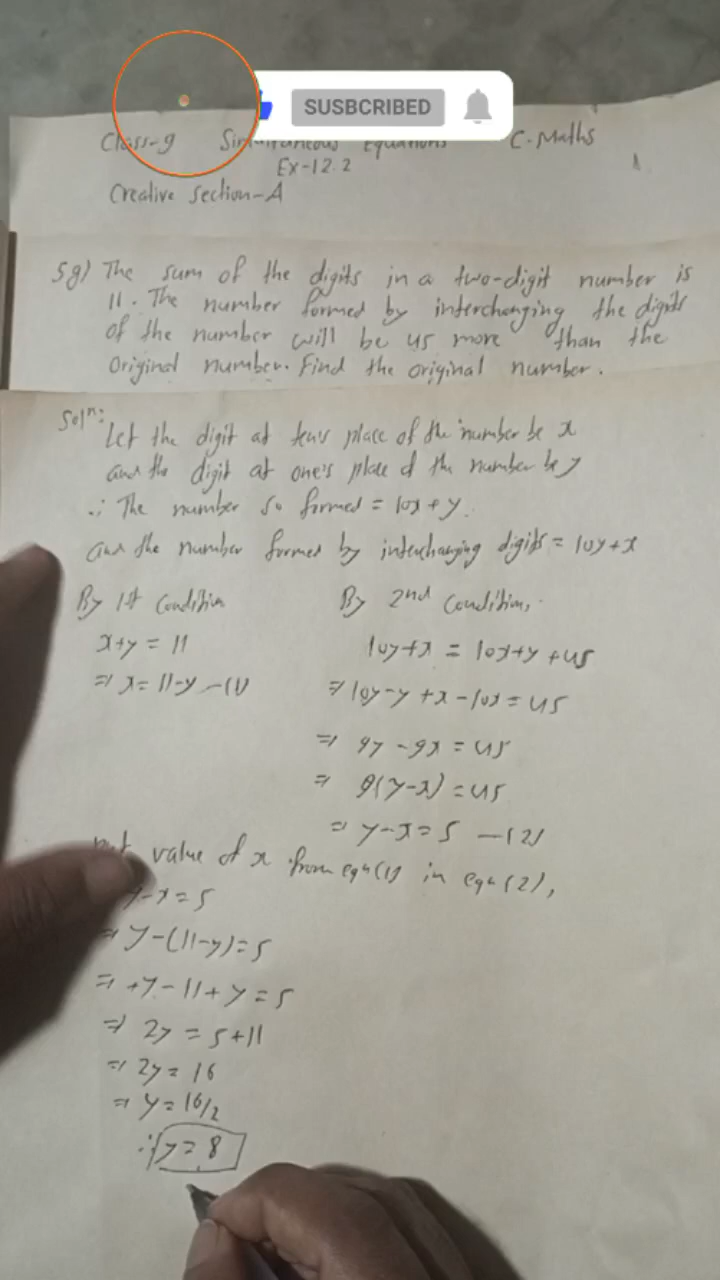 SUSBCRIBED
Class-9 Simultaneous Equations C. Maths
Ex-12.2
Creative Section-A
5g) The sum of the digits in a two-digit number is
11. The number formed by interchanging the digits
of the number will be 45 more than the
Original number. Find the original number.
Solⁿ:
Let the digit at ten's place of the number be x
and the digit at one's place of the number be y
∴ The number so formed = 10x + y.
and the number formed by interchanging digits = 10y+x
By 1st Condition
x+y = 11
⇒ x = 11-y —(1)
By 2nd Condition,
10y+x = 10x+y +45
⇒ 10y-y +x-10x = 45
⇒ 9y -9x = 45
⇒ 9(y-x) = 45
⇒ y-x = 5 —(2)
put value of x from eqn(1) in eqn(2),
y-x = 5
⇒ y-(11-y) = 5
⇒ +y-11+y = 5
⇒ 2y = 5+11
⇒ 2y = 16
⇒ y = 16/2
∴ y = 8